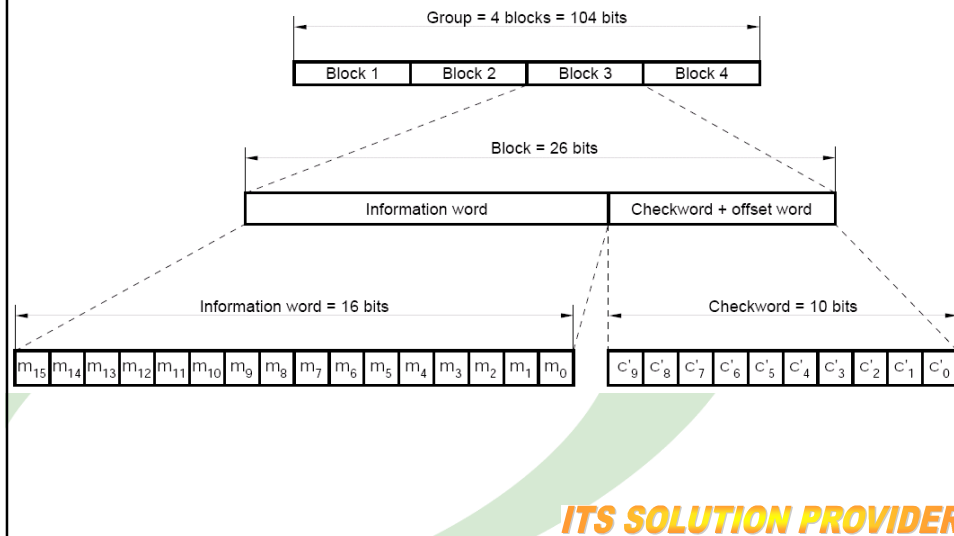 Group = 4 blocks = 104 bits
Block 1 Block 2 Block 3 Block 4
Block = 26 bits
Information word Checkword + offset word
Information word = 16 bits Checkword = 10 bits
m15 m14 m13 m12 m11 m10 m9 m8 m7 m6 m5 m4 m3 m2 m1 m0 c'9 c'8 c'7 c'6 c'5 c'4 c'3 c'2 c'1 c'0
ITS SOLUTION PROVIDER